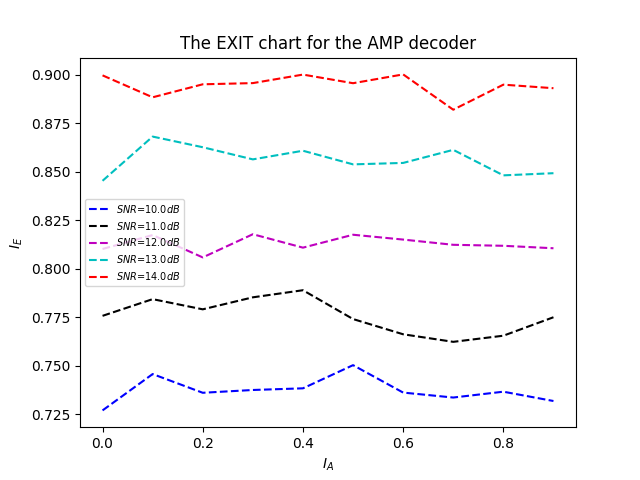 The EXIT chart for the AMP decoder
0.900
0.875
0.850
0.825
0.800
0.775
0.750
0.725
I_E
SNR=10.0dB
SNR=11.0dB
SNR=12.0dB
SNR=13.0dB
SNR=14.0dB
0.0 0.2 0.4 0.6 0.8
I_A